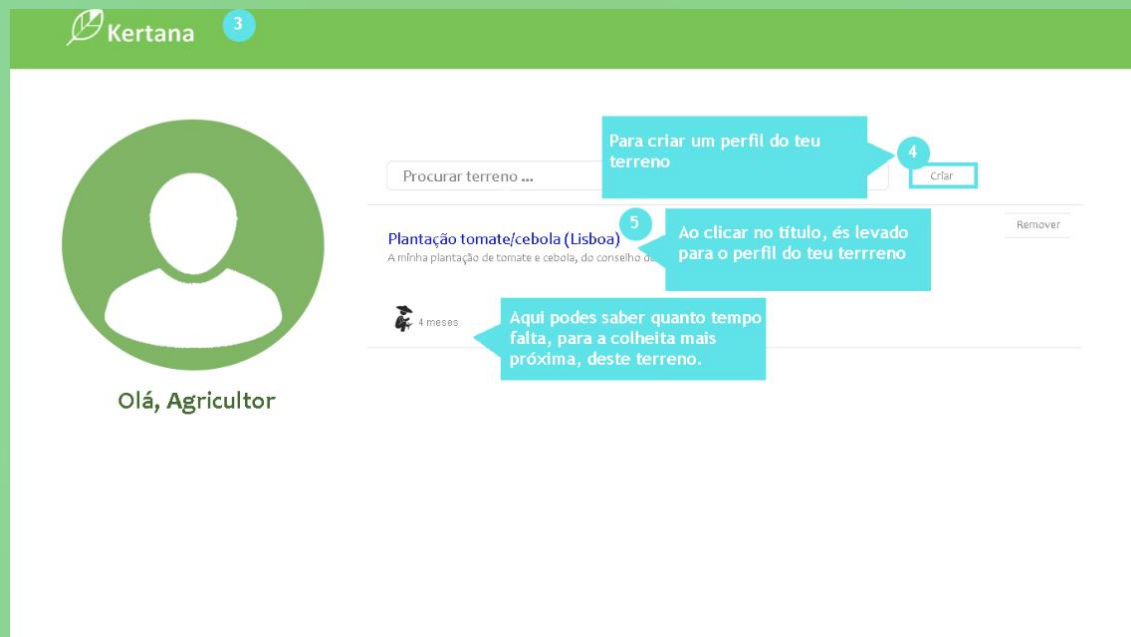 Kertana
3
Para criar um perfil do teu
terreno
4
Procurar terreno ...
Criar
5
Plantação tomate/cebola (Lisboa)
Ao clicar no título, és levado
para o perfil do teu terrreno
Remover
A minha plantação de tomate e cebola, do conselho
4 meses
Aqui podes saber quanto tempo
falta, para a colheita mais
próxima, deste terreno.
Olá, Agricultor